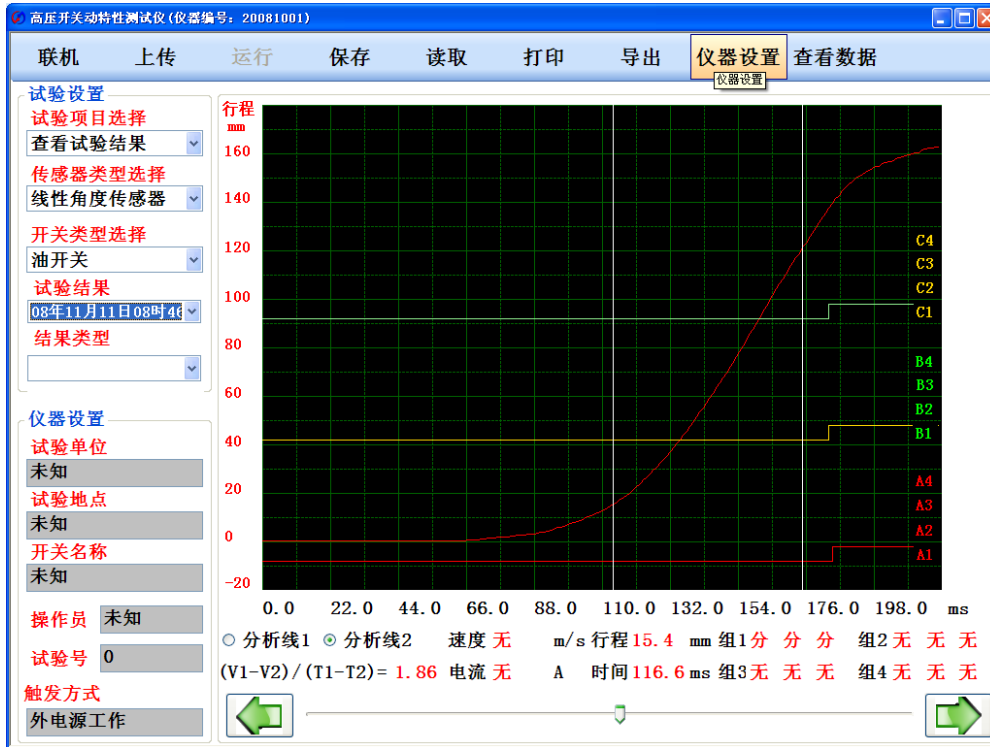 高压开关动特性测试仪(仪器编号：20081001)
联机 上传 运行 保存 读取 打印 导出 仪器设置 查看数据
仪器设置
试验设置
试验项目选择
查看试验结果
传感器类型选择
线性角度传感器
开关类型选择
油开关
试验结果
08年11月11日08时46
结果类型
仪器设置
试验单位
未知
试验地点
未知
开关名称
未知
操作员 未知
试验号 0
触发方式
外电源工作
行程
mm
160
140
120
100
80
60
40
20
0
-20
C4
C3
C2
C1
B4
B3
B2
B1
A4
A3
A2
A1
0.0 22.0 44.0 66.0 88.0 110.0 132.0 154.0 176.0 198.0 ms
分析线1 分析线2 速度 无 m/s 行程 15.4 mm 组1 分 分 分 组2 无 无 无
(V1-V2)/(T1-T2)= 1.86 电流 无 A 时间 116.6 ms 组3 无 无 无 组4 无 无 无